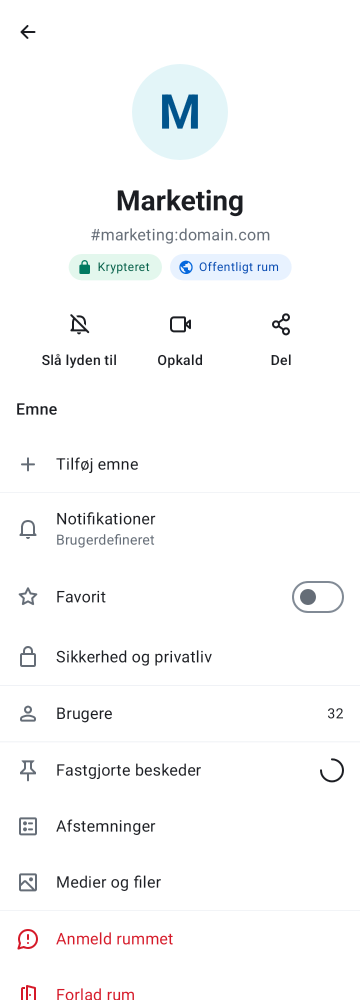 M
Marketing
#marketing:domain.com
Krypteret
Offentligt rum
Slå lyden til
Opkald
Del
Emne
Tilføj emne
Notifikationer
Brugerdefineret
Favorit
Sikkerhed og privatliv
Brugere
32
Fastgjorte beskeder
Afstemninger
Medier og filer
Anmeld rummet
Forlad rum